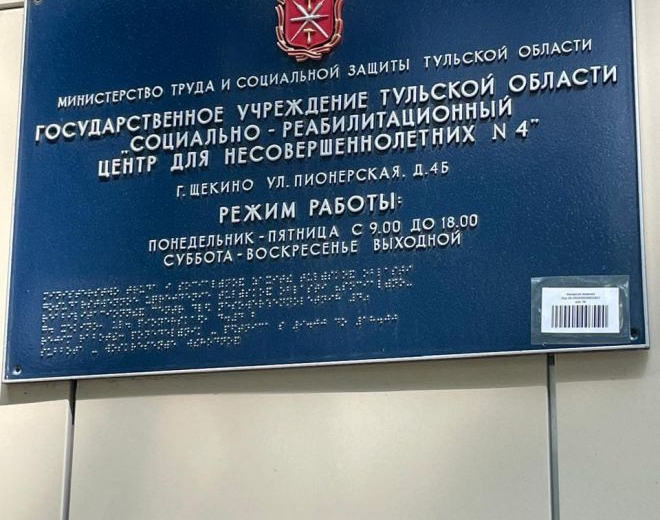 МИНИСТЕРСТВО ТРУДА И СОЦИАЛЬНОЙ ЗАЩИТЫ ТУЛЬСКОЙ ОБЛАСТИ
ГОСУДАРСТВЕННОЕ УЧРЕЖДЕНИЕ ТУЛЬСКОЙ ОБЛАСТИ
„СОЦИАЛЬНО - РЕАБИЛИТАЦИОННЫЙ
ЦЕНТР ДЛЯ НЕСОВЕРШЕННОЛЕТНИХ N 4"
Г. ЩЕКИНО УЛ. ПИОНЕРСКАЯ, Д.4Б
РЕЖИМ РАБОТЫ:
ПОНЕДЕЛЬНИК - ПЯТНИЦА С 9.00 ДО 18.00
СУББОТА - ВОСКРЕСЕНЬЕ ВЫХОДНОЙ